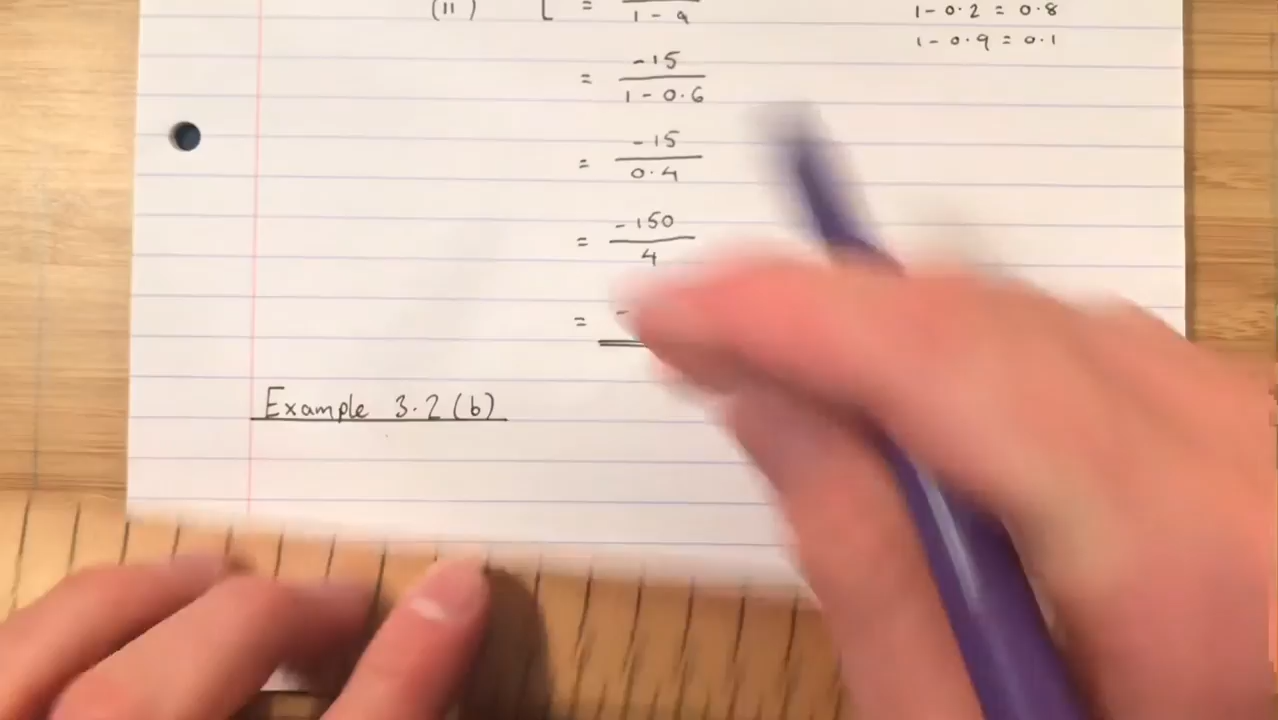 (ii) L = 1 - a
= -15 / 1 - 0.6
= -15 / 0.4
= -150 / 4
= -
1 - 0.2 = 0.8
1 - 0.9 = 0.1
Example 3.2 (b)